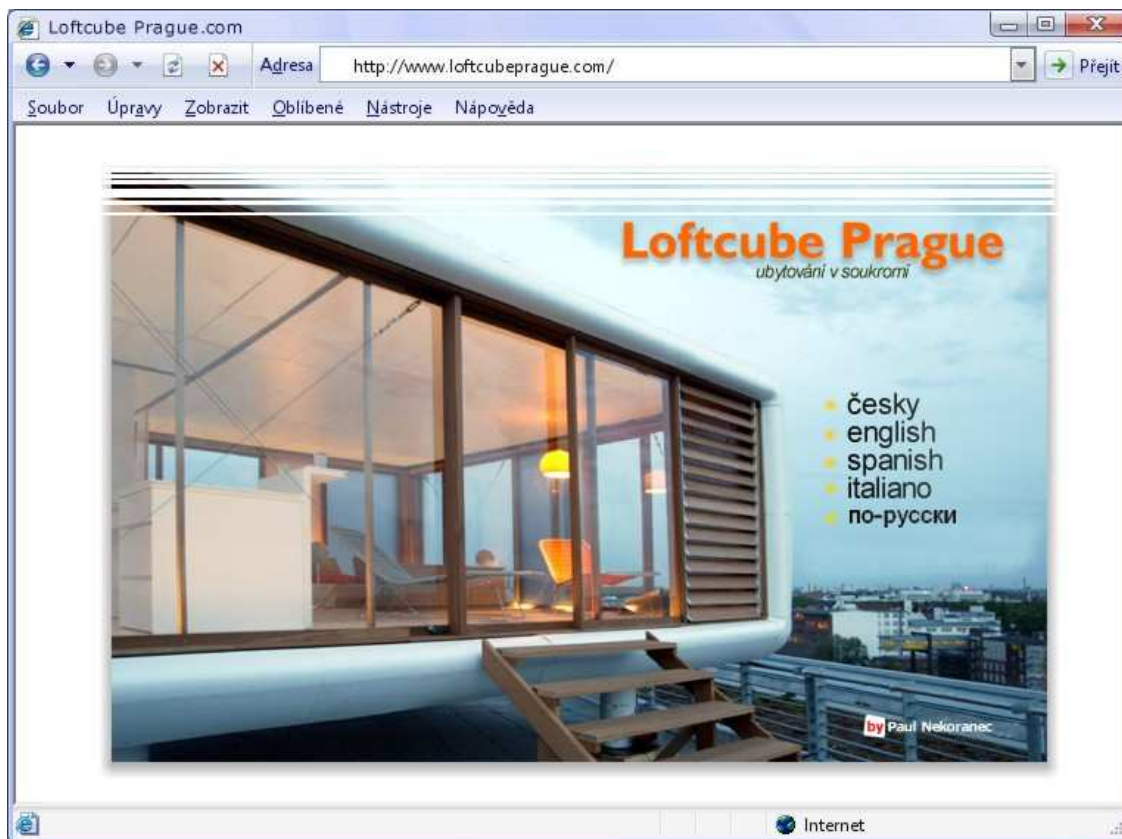 Loftcube Prague.com
Adresa http://www.loftcubeprague.com/ Přejít
Soubor Úpravy Zobrazit Oblíbené Nástroje Nápověda
Loftcube Prague
ubytování v soukromí
česky
english
spanish
italiano
по-русски
by Paul Nekoranec
Internet